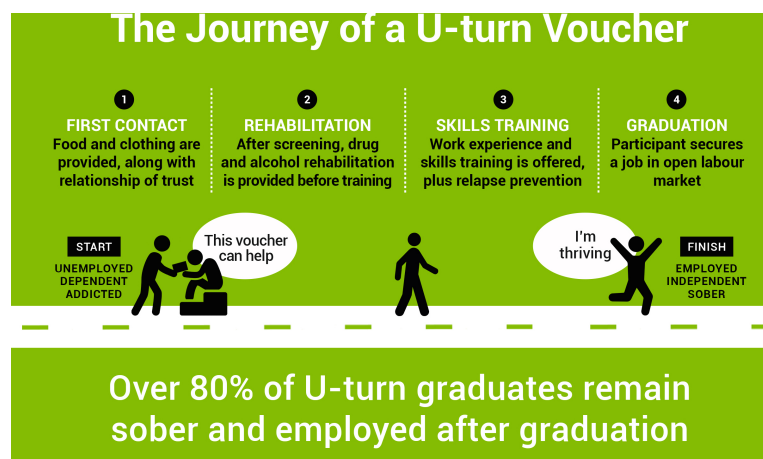 The Journey of a U-turn Voucher
1
FIRST CONTACT
Food and clothing are
provided, along with
relationship of trust
2
REHABILITATION
After screening, drug
and alcohol rehabilitation
is provided before training
3
SKILLS TRAINING
Work experience and
skills training is offered,
plus relapse prevention
4
GRADUATION
Participant secures
a job in open labour
market
START
UNEMPLOYED
DEPENDENT
ADDICTED
This voucher
can help
I'm
thriving
FINISH
EMPLOYED
INDEPENDENT
SOBER
Over 80% of U-turn graduates remain
sober and employed after graduation